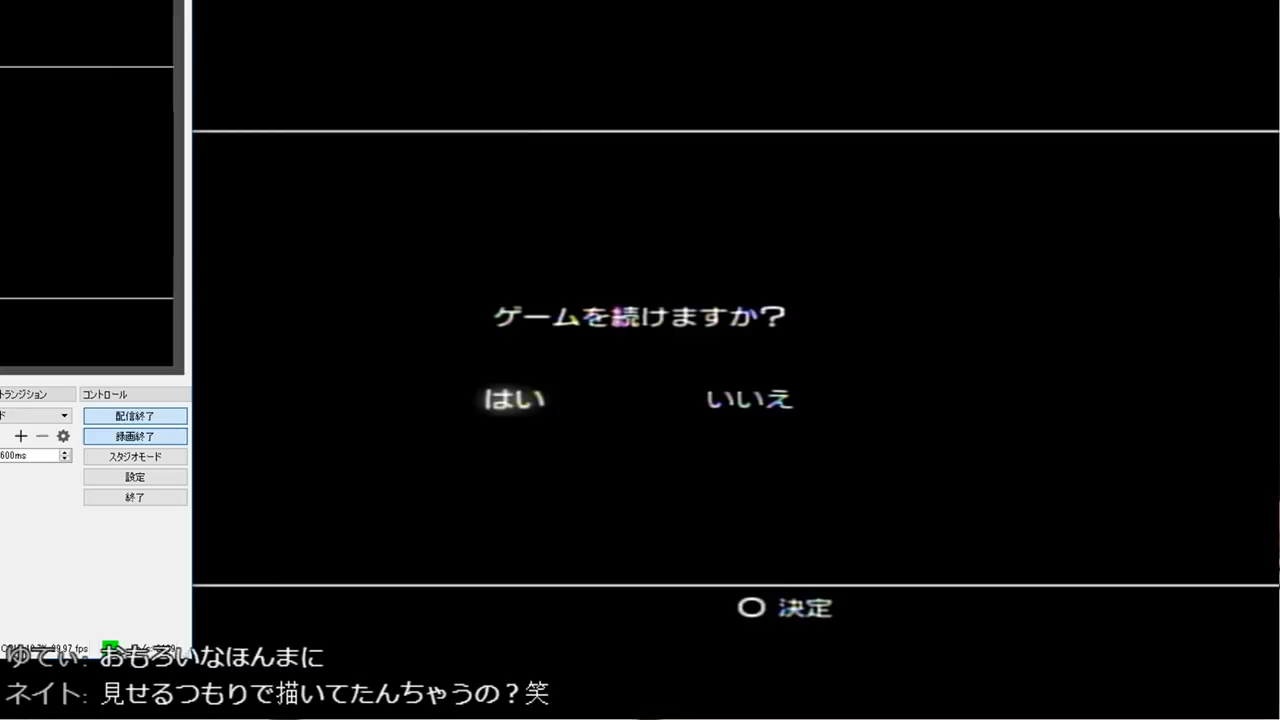 ゲームを続けますか?
はい
いいえ
トランジション
コントロール
配信終了
録画終了
スタジオモード
600ms
設定
終了
○ 決定
ゆてぃ: おもろいなほんまに
ネイト: 見せるつもりで描いてたんちゃうの?笑